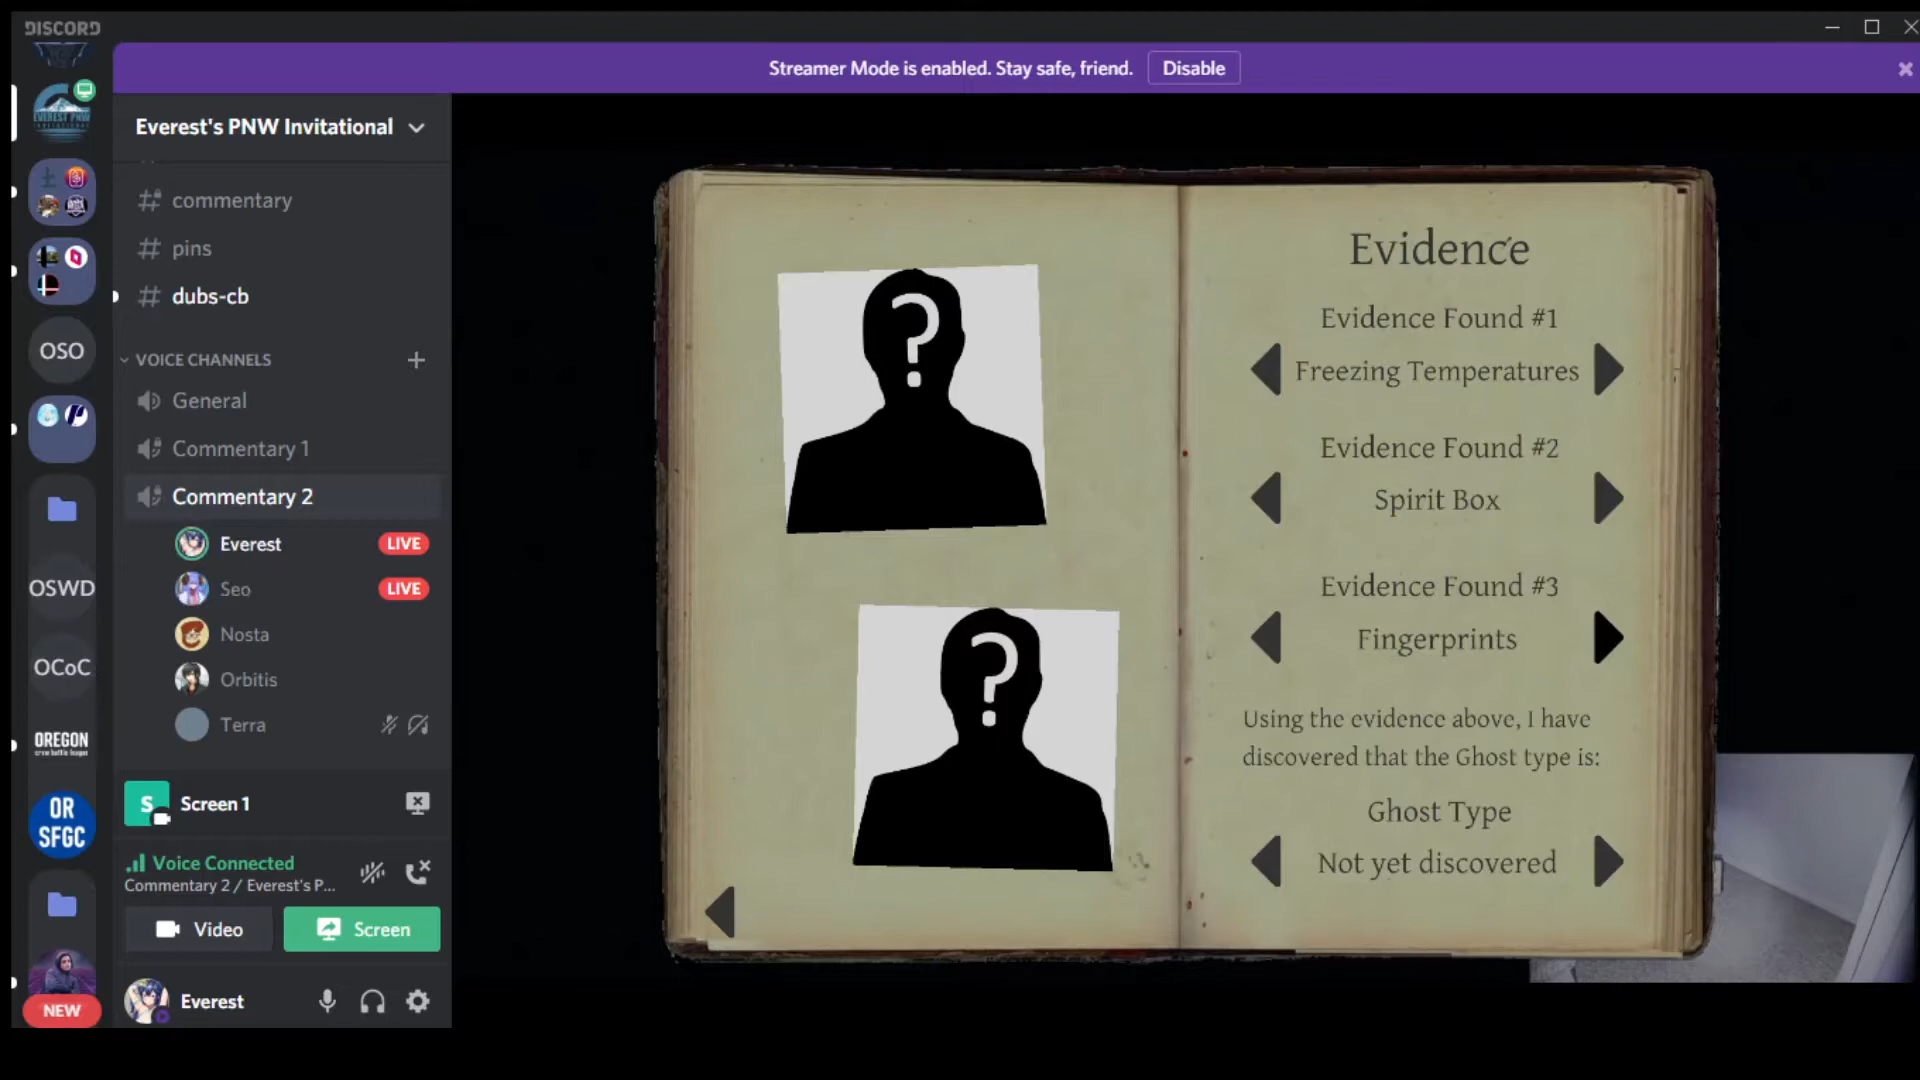 DISCORD
Streamer Mode is enabled. Stay safe, friend.
Disable
EVEREST PNW
Everest's PNW Invitational
commentary
pins
dubs-cb
VOICE CHANNELS
General
Commentary 1
Commentary 2
Everest
LIVE
Seo
LIVE
Nosta
Orbitis
Terra
S
Screen 1
Voice Connected
Commentary 2 / Everest's P...
Video
Screen
Everest
OSO
OSWD
OCoC
OREGON
OR
SFGC
NEW
?
?
Evidence
Evidence Found #1
Freezing Temperatures
Evidence Found #2
Spirit Box
Evidence Found #3
Fingerprints
Using the evidence above, I have
discovered that the Ghost type is:
Ghost Type
Not yet discovered